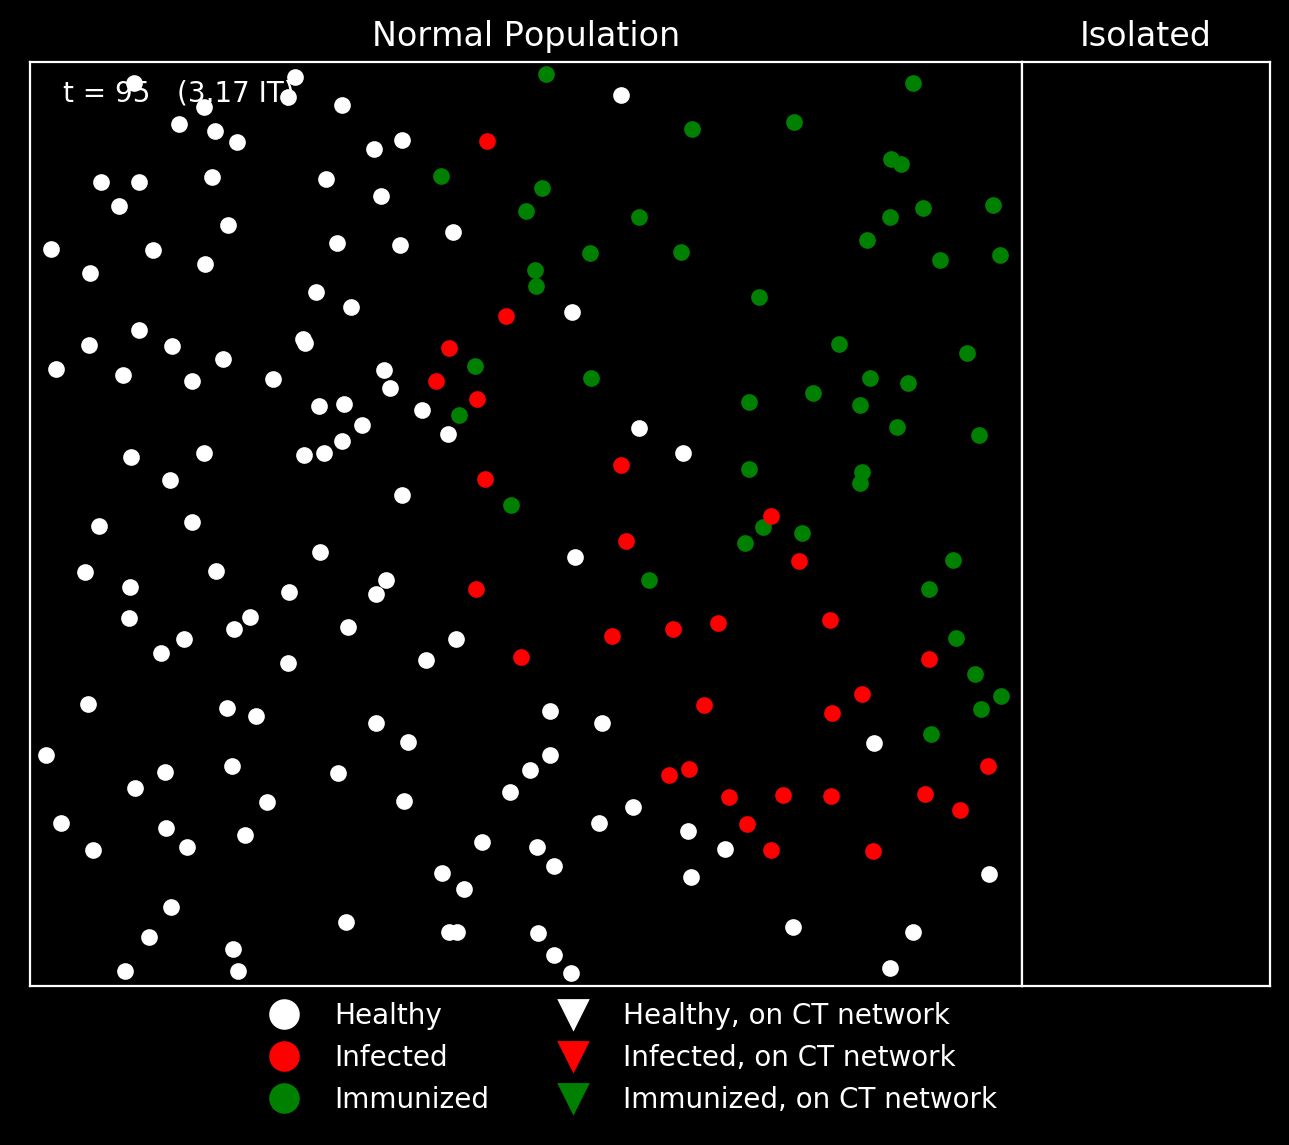 Normal Population
Isolated
t = 95   (3.17 IT)
Healthy
Infected
Immunized
Healthy, on CT network
Infected, on CT network
Immunized, on CT network